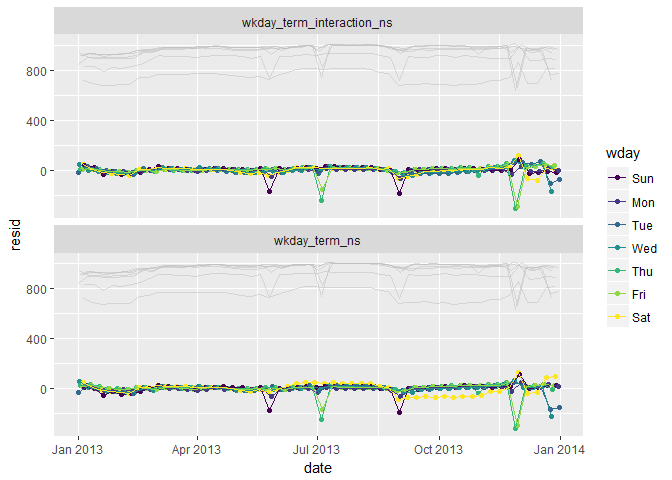 wkday_term_interaction_ns
800
400
0
wkday_term_ns
800
400
0
resid
Jan 2013
Apr 2013
Jul 2013
Oct 2013
Jan 2014
date
wday
Sun
Mon
Tue
Wed
Thu
Fri
Sat